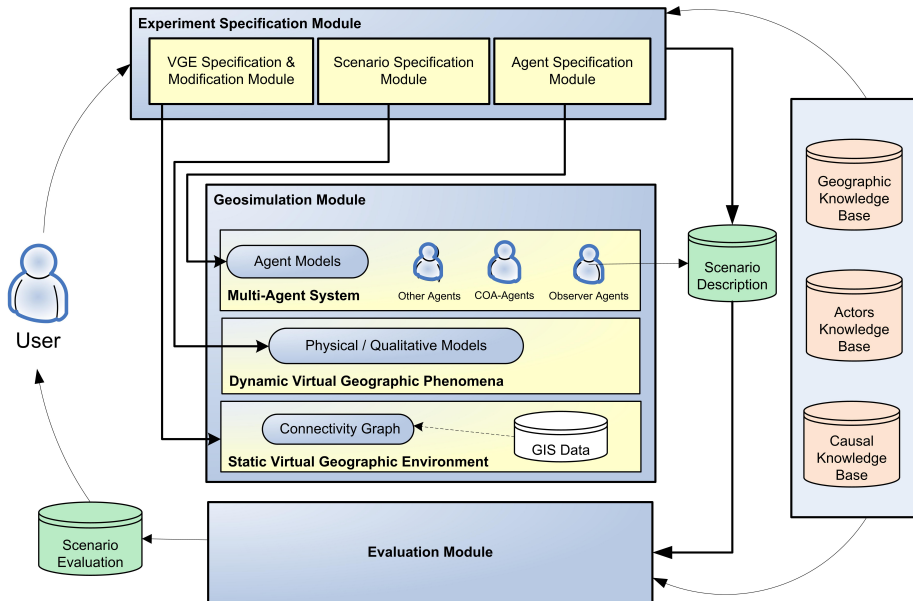 Experiment Specification Module
VGE Specification &
Modification Module
Scenario Specification
Module
Agent Specification
Module
Geosimulation Module
Agent Models
Other Agents
COA-Agents
Observer Agents
Multi-Agent System
Physical / Qualitative Models
Dynamic Virtual Geographic Phenomena
Connectivity Graph
GIS Data
Static Virtual Geographic Environment
Scenario
Description
Geographic
Knowledge
Base
Actors
Knowledge
Base
Causal
Knowledge
Base
User
Scenario
Evaluation
Evaluation Module